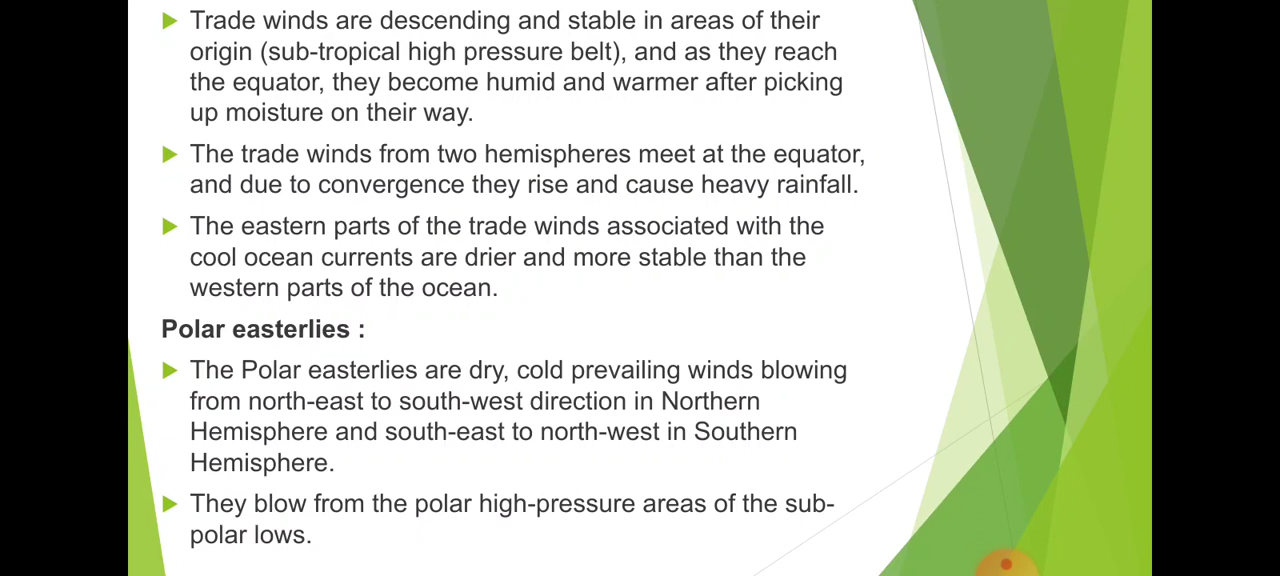 Trade winds are descending and stable in areas of their
origin (sub-tropical high pressure belt), and as they reach
the equator, they become humid and warmer after picking
up moisture on their way.
The trade winds from two hemispheres meet at the equator,
and due to convergence they rise and cause heavy rainfall.
The eastern parts of the trade winds associated with the
cool ocean currents are drier and more stable than the
western parts of the ocean.
Polar easterlies :
The Polar easterlies are dry, cold prevailing winds blowing
from north-east to south-west direction in Northern
Hemisphere and south-east to north-west in Southern
Hemisphere.
They blow from the polar high-pressure areas of the sub-
polar lows.